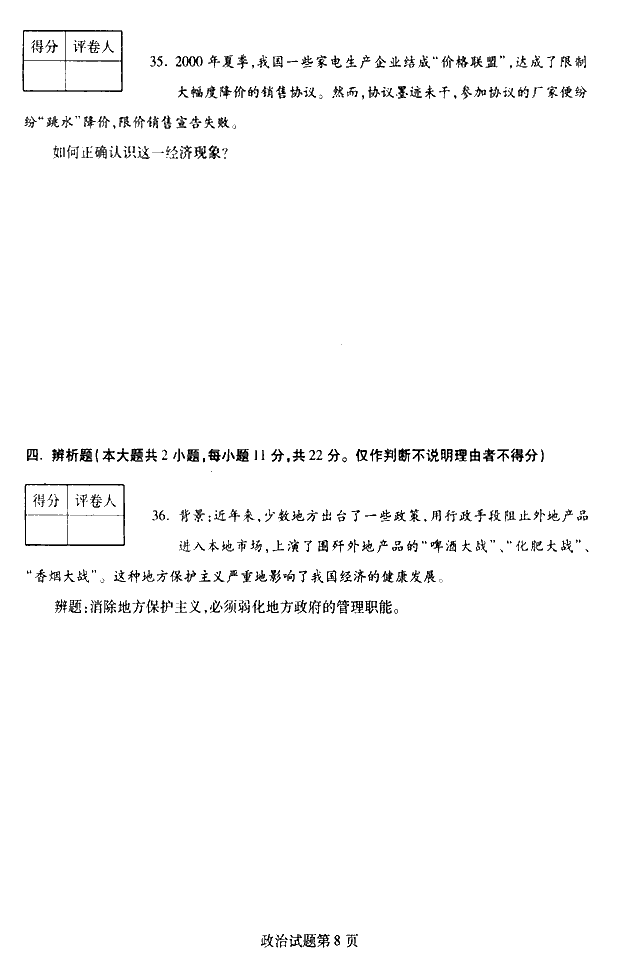 得分 评卷人
35. 2000 年夏季,我国一些家电生产企业结成“价格联盟”,达成了限制
大幅度降价的销售协议。然而,协议墨迹未干,参加协议的厂家便纷
纷“跳水”降价,限价销售宣告失败。
如何正确认识这一经济现象?
四. 辨析题(本大题共 2 小题,每小题 11 分,共 22 分。仅作判断不说明理由者不得分)
得分 评卷人
36. 背景:近年来,少数地方出台了一些政策,用行政手段阻止外地产品
进入本地市场,上演了围歼外地产品的“啤酒大战”、“化肥大战”、
“香烟大战”。这种地方保护主义严重地影响了我国经济的健康发展。
辨题:消除地方保护主义,必须弱化地方政府的管理职能。
政治试题第 8 页